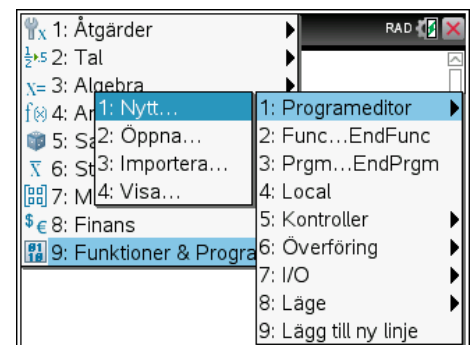 1: Åtgärder
RAD
2: Tal
3: Algebra
4: An
5: Sa
6: St
7: M
8: Finans
9: Funktioner & Progra
1: Nytt...
2: Öppna...
3: Importera...
4: Visa...
1: Programeditor
2: Func...EndFunc
3: Prgm...EndPrgm
4: Local
5: Kontroller
6: Överföring
7: I/O
8: Läge
9: Lägg till ny linje